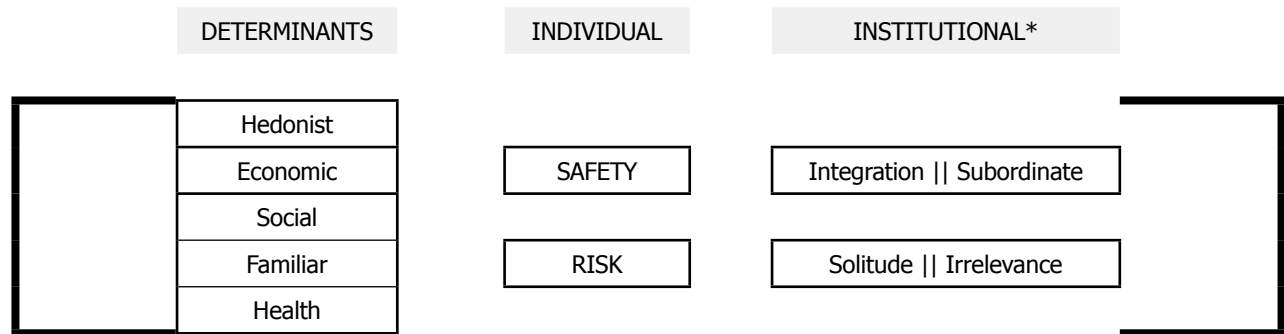 DETERMINANTS INDIVIDUAL INSTITUTIONAL*
Hedonist
Economic SAFETY Integration || Subordinate
Social
Familiar RISK Solitude || Irrelevance
Health